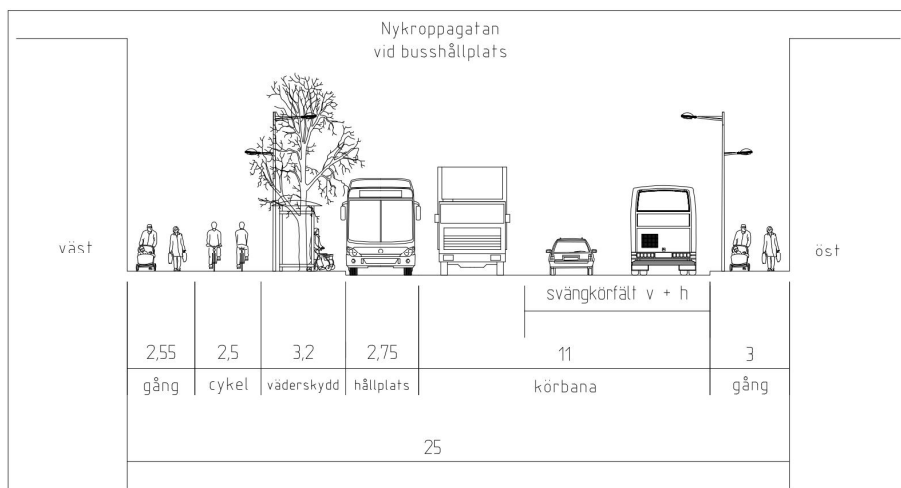 Nykroppagatan
vid busshållplats
väst
öst
svängkörfält v + h
2,55
2,5
3,2
2,75
11
3
gång
cykel
väderskydd
hållplats
körbana
gång
25